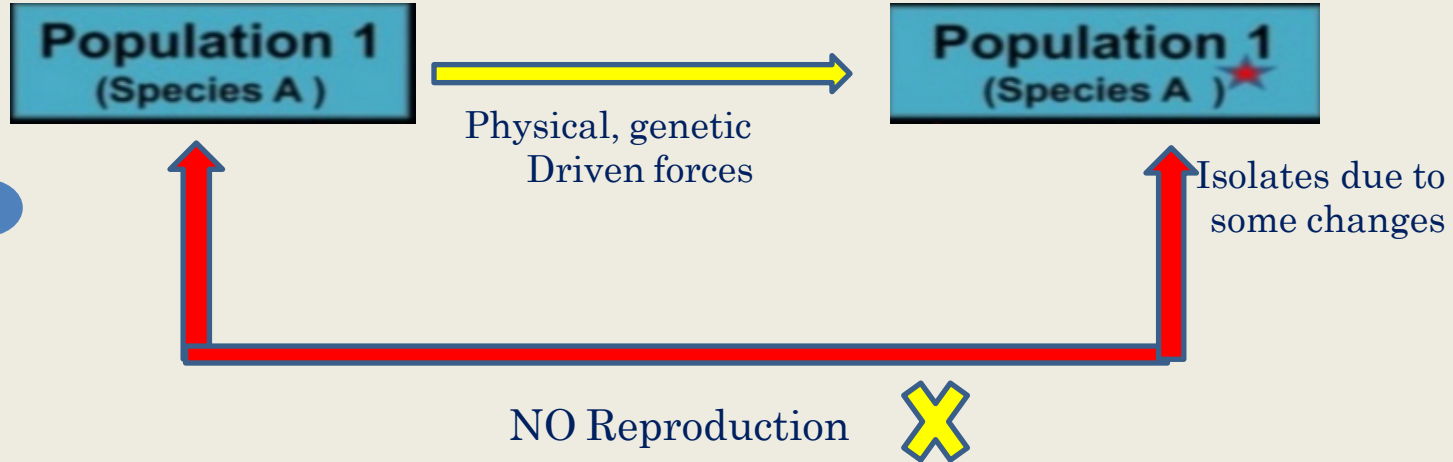 Population 1
(Species A )
Physical, genetic
Driven forces
Population 1
(Species A )
Isolates due to
some changes
NO Reproduction